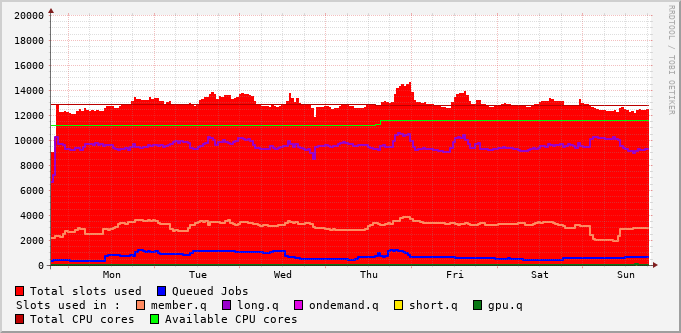 RRDTOOL / TOBI OETIKER
20000
18000
16000
14000
12000
10000
8000
6000
4000
2000
0
Mon Tue Wed Thu Fri Sat Sun
Total slots used Queued Jobs
Slots used in : member.q long.q ondemand.q short.q gpu.q
Total CPU cores Available CPU cores